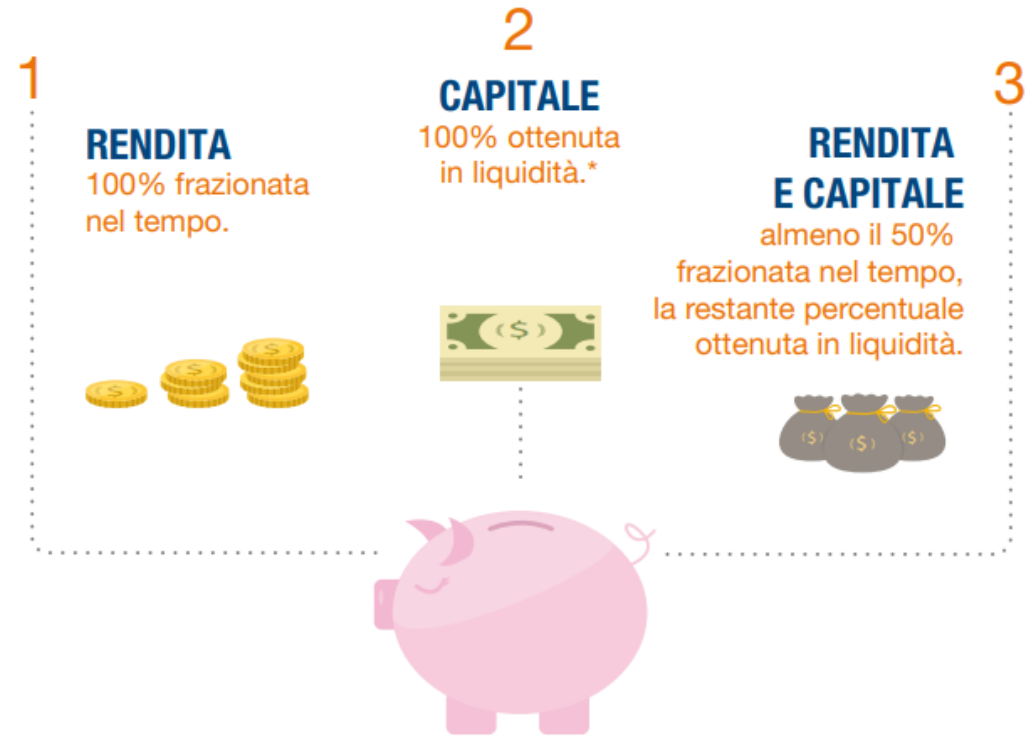 1
RENDITA
100% frazionata
nel tempo.
2
CAPITALE
100% ottenuta
in liquidità.*
3
RENDITA
E CAPITALE
almeno il 50%
frazionata nel tempo,
la restante percentuale
ottenuta in liquidità.
($)
($)
($)
($)
($)
($)
($)